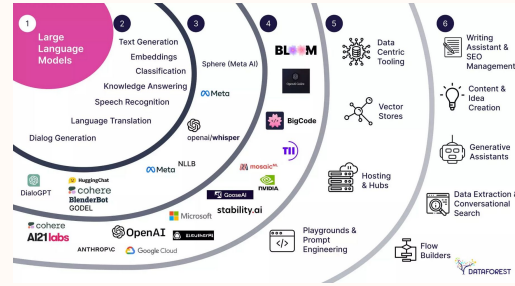 1
Large
Language
Models
2
Text Generation
Embeddings
Classification
Knowledge Answering
Speech Recognition
Language Translation
Dialog Generation
3
Sphere (Meta AI)
Meta
openai/whisper
NLLB
Meta
HuggingChat
cohere
BlenderBot
GODEL
DialoGPT
4
BLOOM
BigCode
TII
mosaic ML
NVIDIA
GooseAI
stability.ai
Microsoft
OpenAI
cohere
AI21labs
ANTHROP\C
Google Cloud
5
Data
Centric
Tooling
Vector
Stores
Hosting
& Hubs
Playgrounds &
Prompt
Engineering
6
Writing
Assistant &
SEO
Management
Content &
Idea
Creation
Generative
Assistants
Data Extraction &
Conversational
Search
Flow
Builders
DATAFOREST